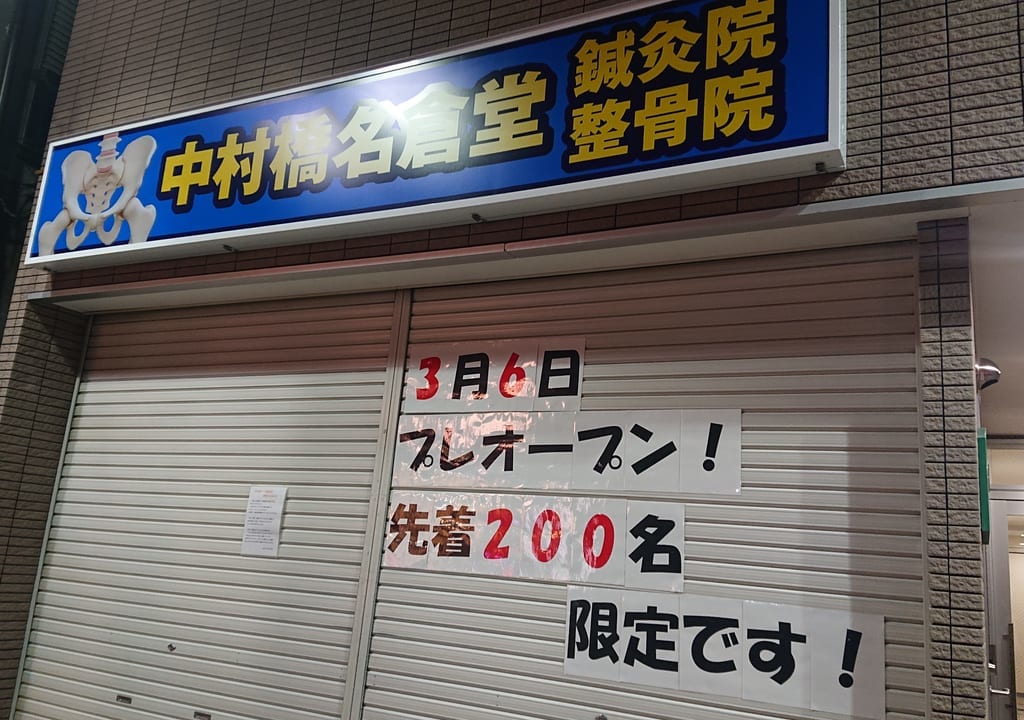 中村橋名倉堂
鍼灸院
整骨院
3月6日
プレオープン！
先着200名
限定です！